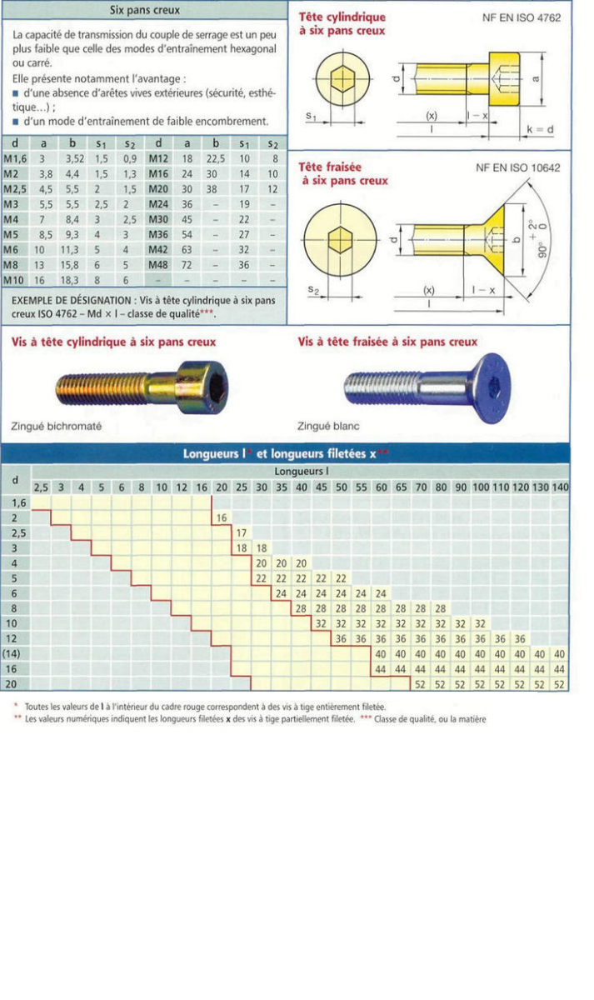 Six pans creux
La capacité de transmission du couple de serrage est un peu
plus faible que celle des modes d'entraînement hexagonal
ou carré.
Elle présente notamment l'avantage :
■ d'une absence d'arêtes vives extérieures (sécurité, esthé-
tique...) ;
■ d'un mode d'entraînement de faible encombrement.
d a b s1 s2 d a b s1 s2
M1,6 3 3,52 1,5 0,9 M12 18 22,5 10 8
M2 3,8 4,4 1,5 1,3 M16 24 30 14 10
M2,5 4,5 5,5 2 1,5 M20 30 38 17 12
M3 5,5 5,5 2,5 2 M24 36 – 19 –
M4 7 8,4 3 2,5 M30 45 – 22 –
M5 8,5 9,3 4 3 M36 54 – 27 –
M6 10 11,3 5 4 M42 63 – 32 –
M8 13 15,8 6 5 M48 72 – 36 –
M10 16 18,3 8 6 – – – – –
EXEMPLE DE DÉSIGNATION : Vis à tête cylindrique à six pans
creux ISO 4762 – Md × l – classe de qualité***.
Tête cylindrique
à six pans creux
NF EN ISO 4762
s1
d
a
(x)
l – x
l
k = d
Tête fraisée
à six pans creux
NF EN ISO 10642
s2
d
b
90° + 2° 0
(x)
l – x
l
Vis à tête cylindrique à six pans creux
Zingué bichromaté
Vis à tête fraisée à six pans creux
Zingué blanc
Longueurs l* et longueurs filetées x**
d
Longueurs l
2,5 3 4 5 6 8 10 12 16 20 25 30 35 40 45 50 55 60 65 70 80 90 100 110 120 130 140
1,6
2 16
2,5 17
3 18 18
4 20 20 20
5 22 22 22 22 22
6 24 24 24 24 24 24
8 28 28 28 28 28 28 28 28
10 32 32 32 32 32 32 32 32 32
12 36 36 36 36 36 36 36 36 36 36
(14) 40 40 40 40 40 40 40 40 40 40
16 44 44 44 44 44 44 44 44 44 44
20 52 52 52 52 52 52 52 52
* Toutes les valeurs de l à l'intérieur du cadre rouge correspondent à des vis à tige entièrement filetée.
** Les valeurs numériques indiquent les longueurs filetées x des vis à tige partiellement filetée. *** Classe de qualité, ou la matière